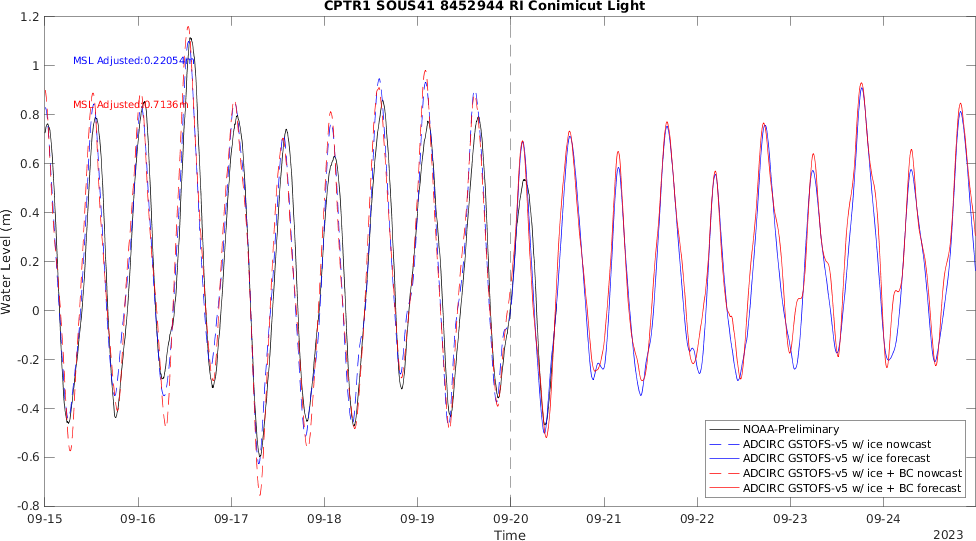 CPTR1 SOUS41 8452944 RI Conimicut Light
1.2
1
0.8
0.6
0.4
0.2
0
-0.2
-0.4
-0.6
-0.8
Water Level (m)
MSL Adjusted:0.22054m
MSL Adjusted:0.7136m
NOAA-Preliminary
ADCIRC GSTOFS-v5 w/ ice nowcast
ADCIRC GSTOFS-v5 w/ ice forecast
ADCIRC GSTOFS-v5 w/ ice + BC nowcast
ADCIRC GSTOFS-v5 w/ ice + BC forecast
09-15 09-16 09-17 09-18 09-19 09-20 09-21 09-22 09-23 09-24
Time
2023